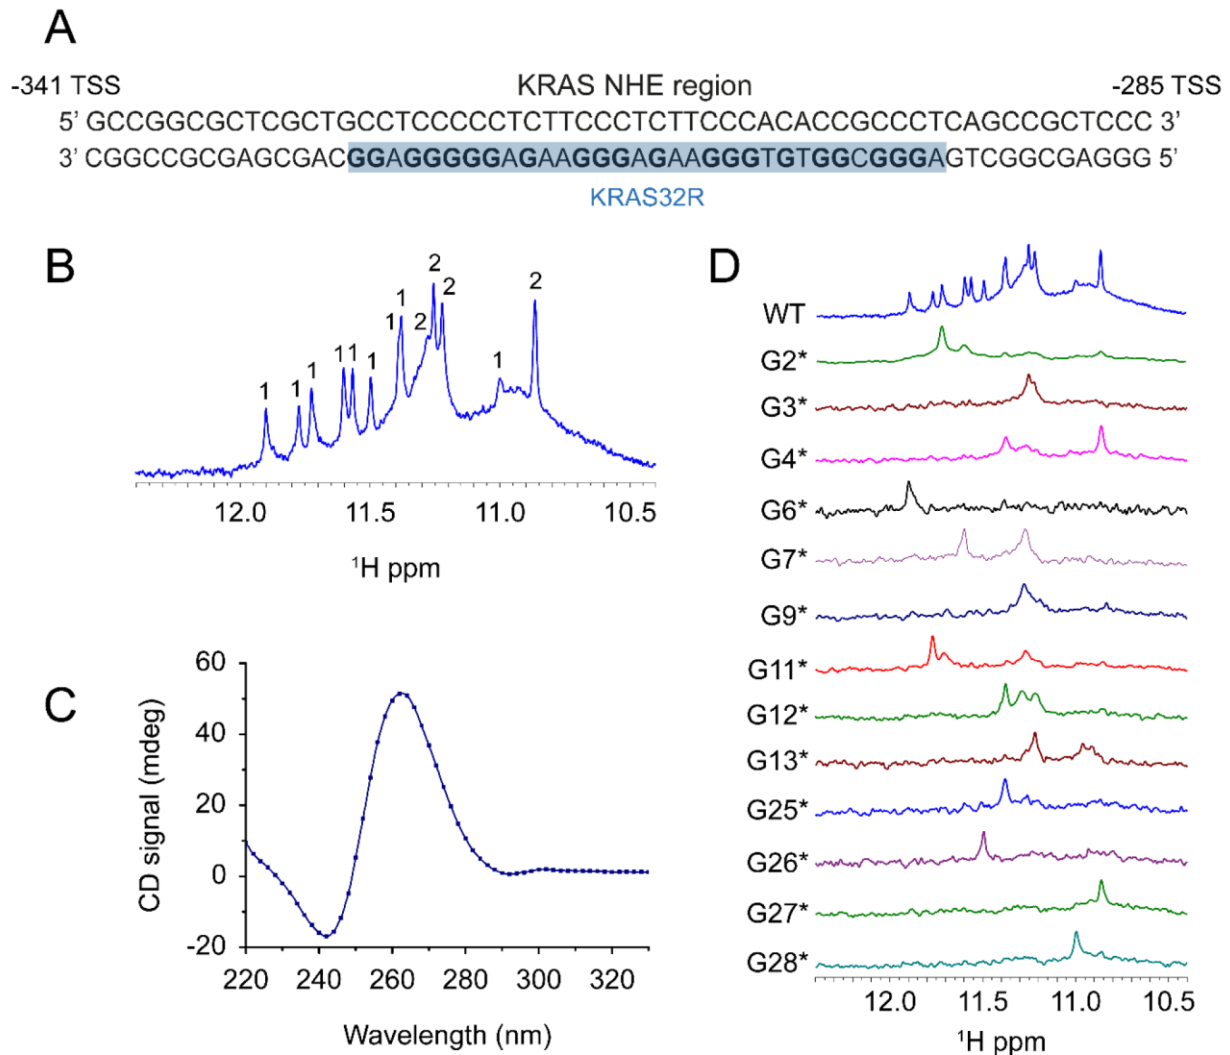 A
-341 TSS KRAS NHE region -285 TSS
5’ GCCGGCGCTCGCTGCCTCCCCCTCTTCCCTCTTCCCACACCGCCCTCAGCCGCTCCC 3’
3’ CGGCCGCGAGCGACGGAGGGGGAGAAGGGAGAAGGGTGTGGCGGGAGTCGGCGAGGG 5’
KRAS32R
B
1 1 1 1 1 1 1 1 2 2 2 1 2
12.0 11.5 11.0 10.5
¹H ppm
C
CD signal (mdeg)
60
40
20
0
-20
220 240 260 280 300 320
Wavelength (nm)
D
WT
G2*
G3*
G4*
G6*
G7*
G9*
G11*
G12*
G13*
G25*
G26*
G27*
G28*
12.0 11.5 11.0 10.5
¹H ppm